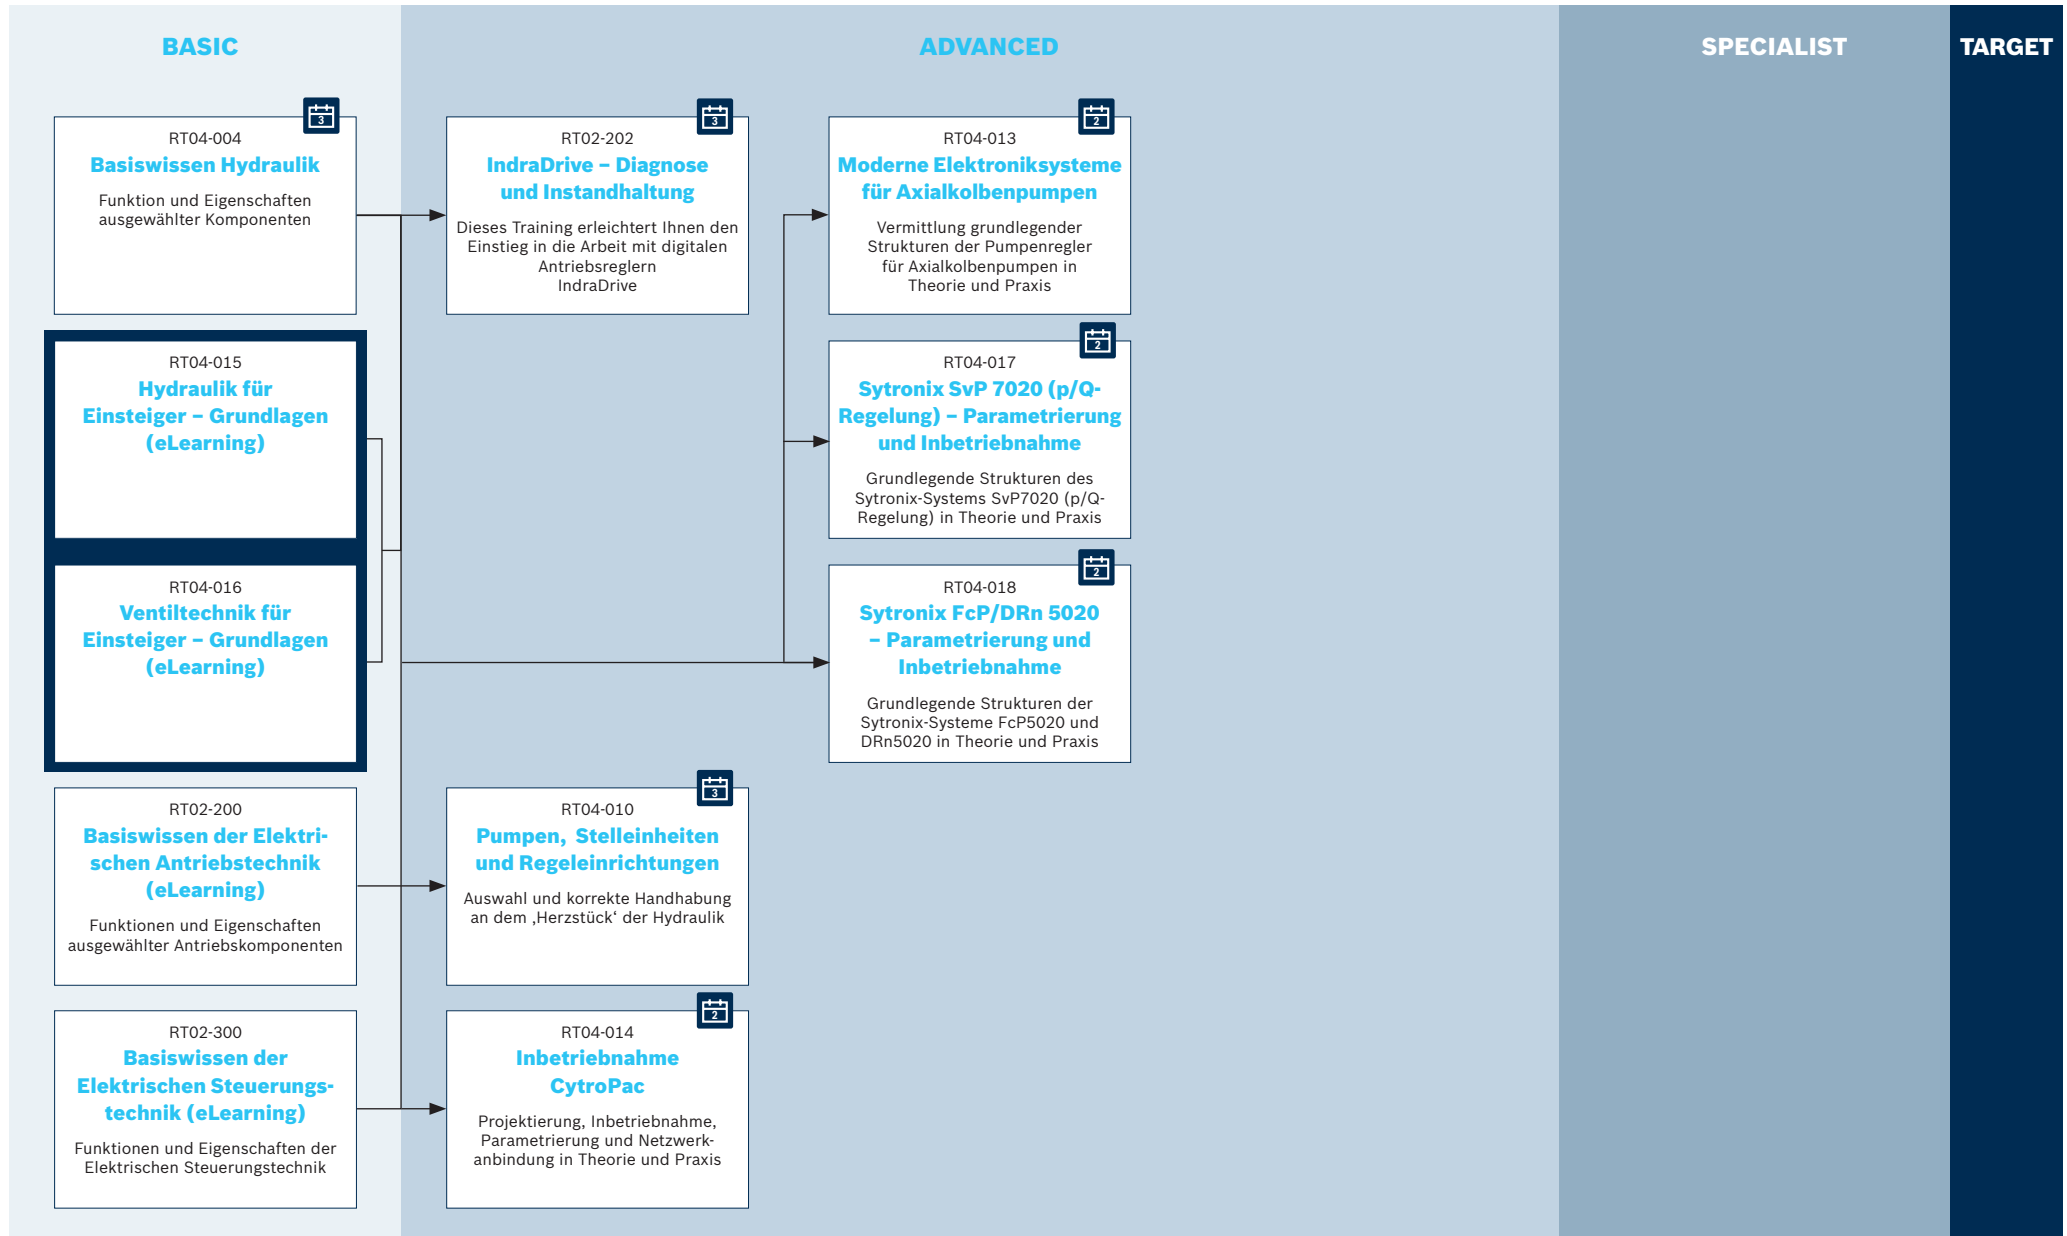 BASIC
ADVANCED
SPECIALIST
TARGET
3
RT04-004
Basiswissen Hydraulik
Funktion und Eigenschaften
ausgewählter Komponenten
3
RT02-202
IndraDrive – Diagnose
und Instandhaltung
Dieses Training erleichtert Ihnen den
Einstieg in die Arbeit mit digitalen
Antriebsreglern
IndraDrive
2
RT04-013
Moderne Elektroniksysteme
für Axialkolbenpumpen
Vermittlung grundlegender
Strukturen der Pumpenregler
für Axialkolbenpumpen in
Theorie und Praxis
RT04-015
Hydraulik für
Einsteiger – Grundlagen
(eLearning)
2
RT04-017
Sytronix SvP 7020 (p/Q-
Regelung) – Parametrierung
und Inbetriebnahme
Grundlegende Strukturen des
Sytronix-Systems SvP7020 (p/Q-
Regelung) in Theorie und Praxis
RT04-016
Ventiltechnik für
Einsteiger – Grundlagen
(eLearning)
2
RT04-018
Sytronix FcP/DRn 5020
– Parametrierung und
Inbetriebnahme
Grundlegende Strukturen der
Sytronix-Systeme FcP5020 und
DRn5020 in Theorie und Praxis
RT02-200
Basiswissen der Elektri-
schen Antriebstechnik
(eLearning)
Funktionen und Eigenschaften
ausgewählter Antriebskomponenten
3
RT04-010
Pumpen, Stelleinheiten
und Regeleinrichtungen
Auswahl und korrekte Handhabung
an dem ‚Herzstück‘ der Hydraulik
RT02-300
Basiswissen der
Elektrischen Steuerungs-
technik (eLearning)
Funktionen und Eigenschaften der
Elektrischen Steuerungstechnik
2
RT04-014
Inbetriebnahme
CytroPac
Projektierung, Inbetriebnahme,
Parametrierung und Netzwerk-
anbindung in Theorie und Praxis